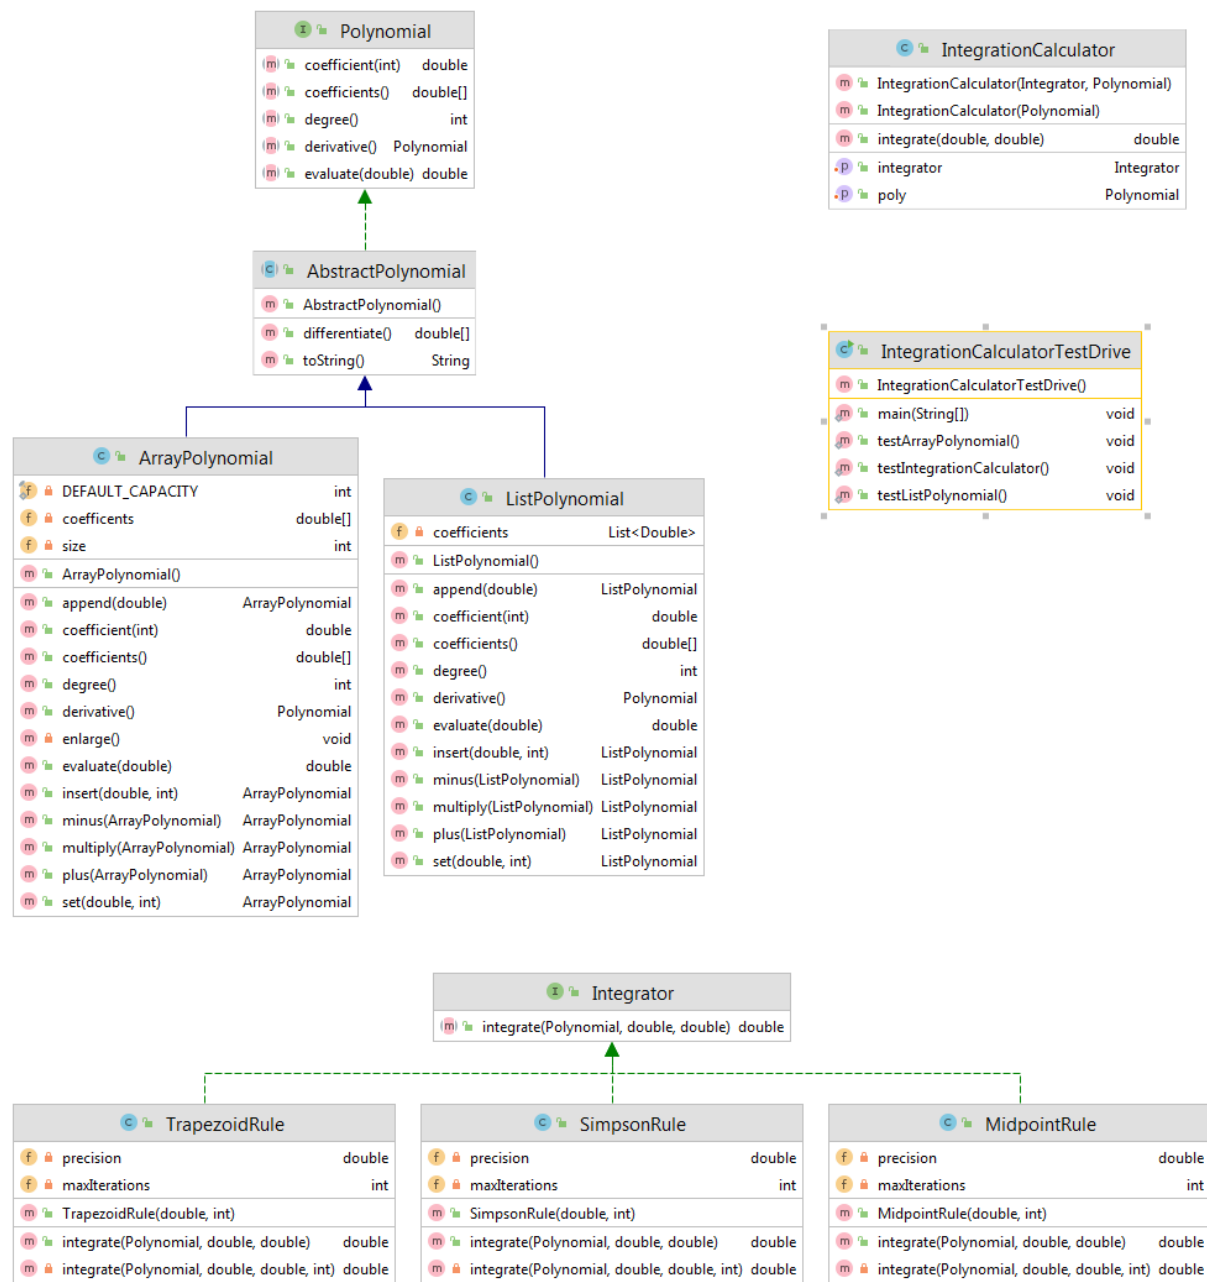 Polynomial
coefficient(int) double
coefficients() double[]
degree() int
derivative() Polynomial
evaluate(double) double
IntegrationCalculator
IntegrationCalculator(Integrator, Polynomial)
IntegrationCalculator(Polynomial)
integrate(double, double) double
integrator Integrator
poly Polynomial
AbstractPolynomial
AbstractPolynomial()
differentiate() double[]
toString() String
IntegrationCalculatorTestDrive
IntegrationCalculatorTestDrive()
main(String[]) void
testArrayPolynomial() void
testIntegrationCalculator() void
testListPolynomial() void
ArrayPolynomial
DEFAULT_CAPACITY int
coefficents double[]
size int
ArrayPolynomial()
append(double) ArrayPolynomial
coefficient(int) double
coefficients() double[]
degree() int
derivative() Polynomial
enlarge() void
evaluate(double) double
insert(double, int) ArrayPolynomial
minus(ArrayPolynomial) ArrayPolynomial
multiply(ArrayPolynomial) ArrayPolynomial
plus(ArrayPolynomial) ArrayPolynomial
set(double, int) ArrayPolynomial
ListPolynomial
coefficients List<Double>
ListPolynomial()
append(double) ListPolynomial
coefficient(int) double
coefficients() double[]
degree() int
derivative() Polynomial
evaluate(double) double
insert(double, int) ListPolynomial
minus(ListPolynomial) ListPolynomial
multiply(ListPolynomial) ListPolynomial
plus(ListPolynomial) ListPolynomial
set(double, int) ListPolynomial
Integrator
integrate(Polynomial, double, double) double
TrapezoidRule
precision double
maxIterations int
TrapezoidRule(double, int)
integrate(Polynomial, double, double) double
integrate(Polynomial, double, double, int) double
SimpsonRule
precision double
maxIterations int
SimpsonRule(double, int)
integrate(Polynomial, double, double) double
integrate(Polynomial, double, double, int) double
MidpointRule
precision double
maxIterations int
MidpointRule(double, int)
integrate(Polynomial, double, double) double
integrate(Polynomial, double, double, int) double